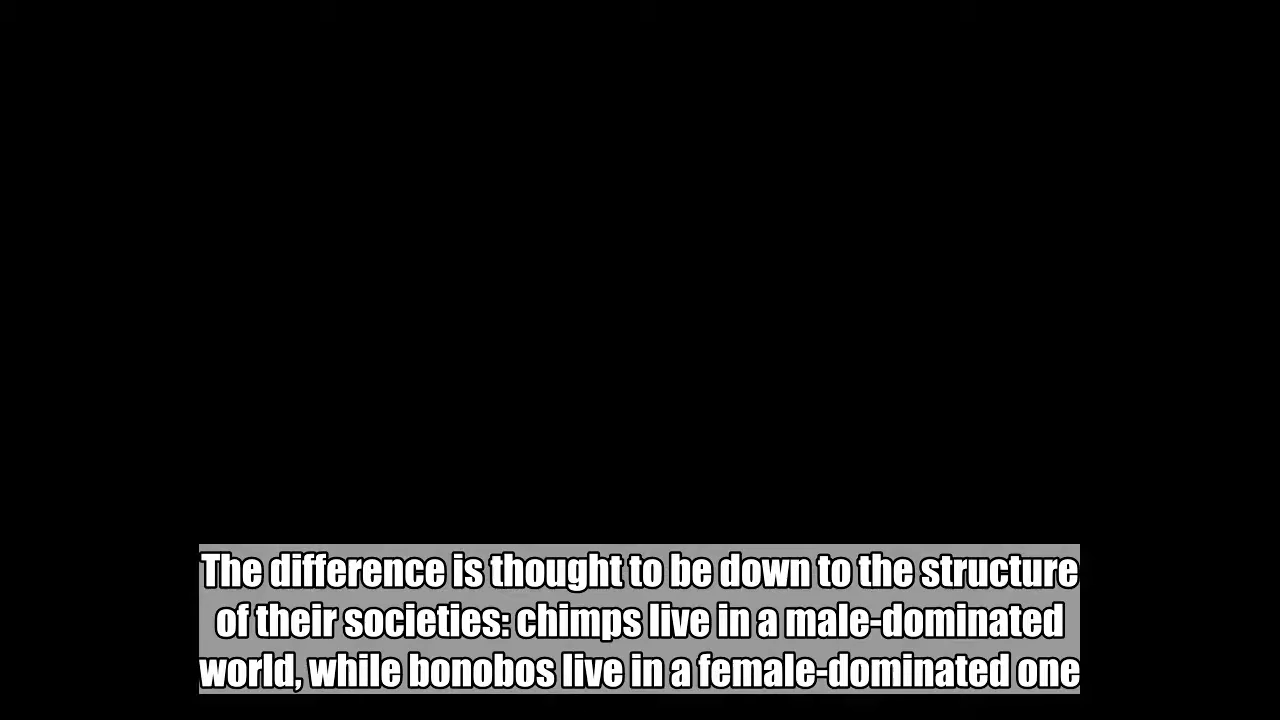 The difference is thought to be down to the structure
of their societies: chimps live in a male-dominated
world, while bonobos live in a female-dominated one